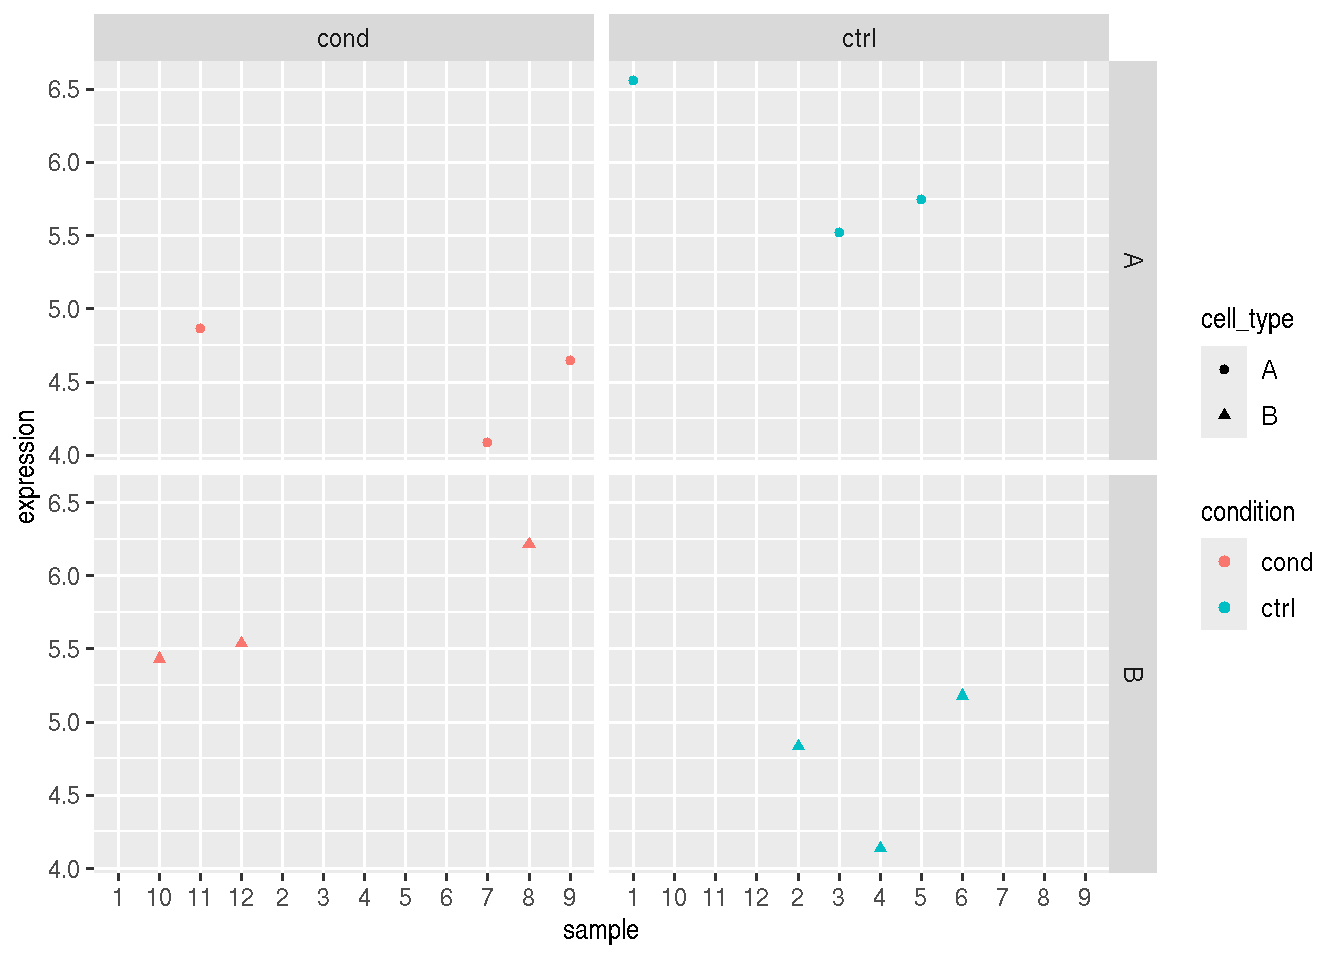 cond ctrl
6.5
6.0
5.5
5.0
4.5
4.0
A
6.5
6.0
5.5
5.0
4.5
4.0
B
1 10 11 12 2 3 4 5 6 7 8 9 1 10 11 12 2 3 4 5 6 7 8 9
sample
expression
cell_type
A
B
condition
cond
ctrl